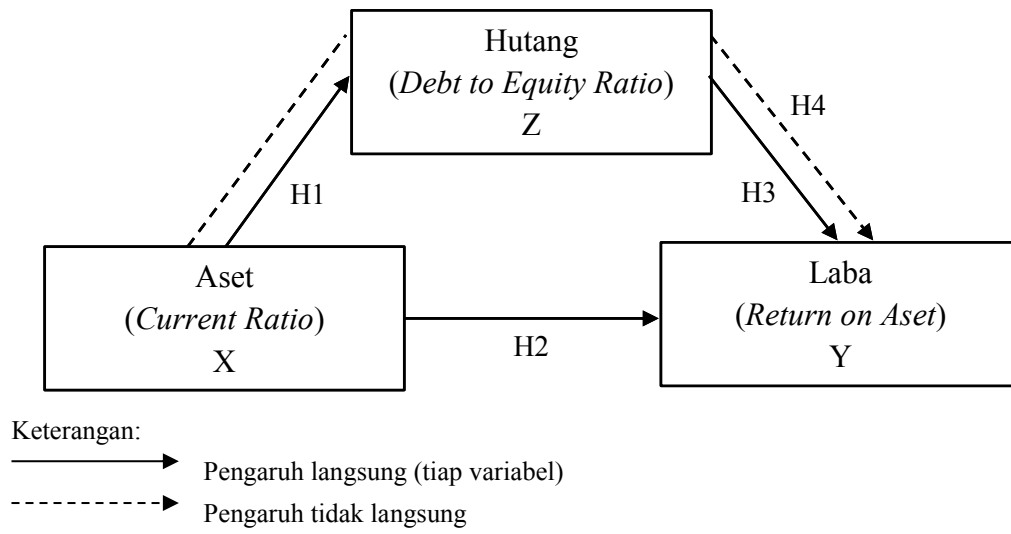 Hutang
(Debt to Equity Ratio)
Z
H4
H1
H3
Aset
(Current Ratio)
X
H2
Laba
(Return on Aset)
Y
Keterangan:
Pengaruh langsung (tiap variabel)
Pengaruh tidak langsung